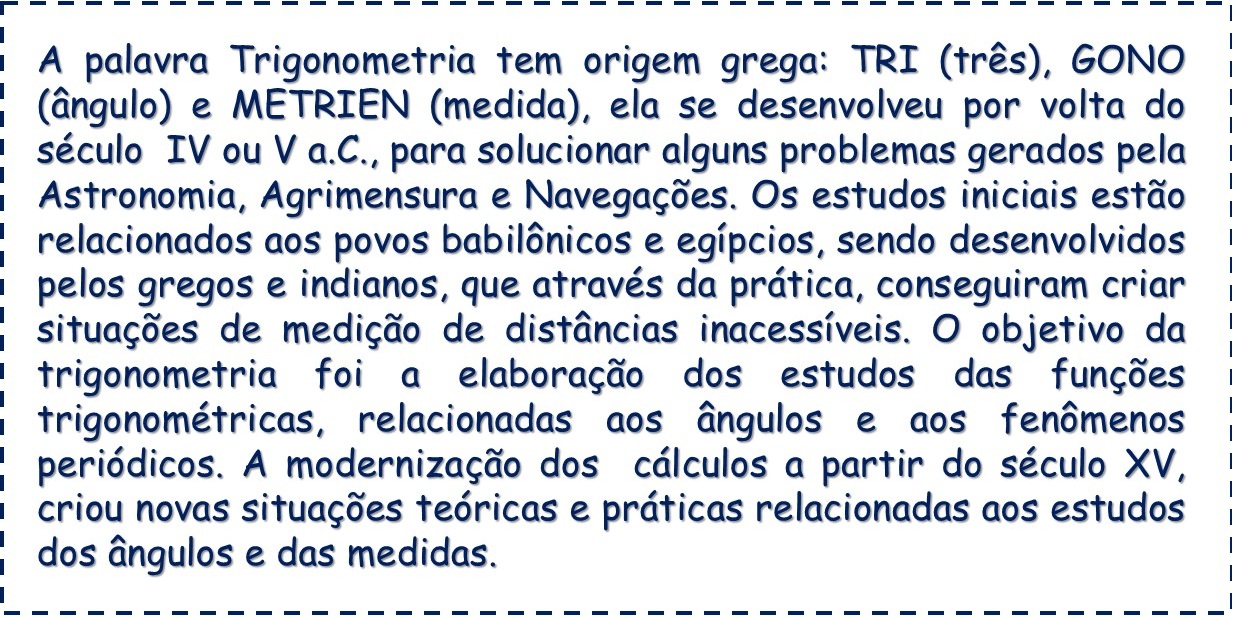 A palavra Trigonometria tem origem grega: TRI (três), GONO
(ângulo) e METRIEN (medida), ela se desenvolveu por volta do
século IV ou V a.C., para solucionar alguns problemas gerados pela
Astronomia, Agrimensura e Navegações. Os estudos iniciais estão
relacionados aos povos babilônicos e egípcios, sendo desenvolvidos
pelos gregos e indianos, que através da prática, conseguiram criar
situações de medição de distâncias inacessíveis. O objetivo da
trigonometria foi a elaboração dos estudos das funções
trigonométricas, relacionadas aos ângulos e aos fenômenos
periódicos. A modernização dos cálculos a partir do século XV,
criou novas situações teóricas e práticas relacionadas aos estudos
dos ângulos e das medidas.